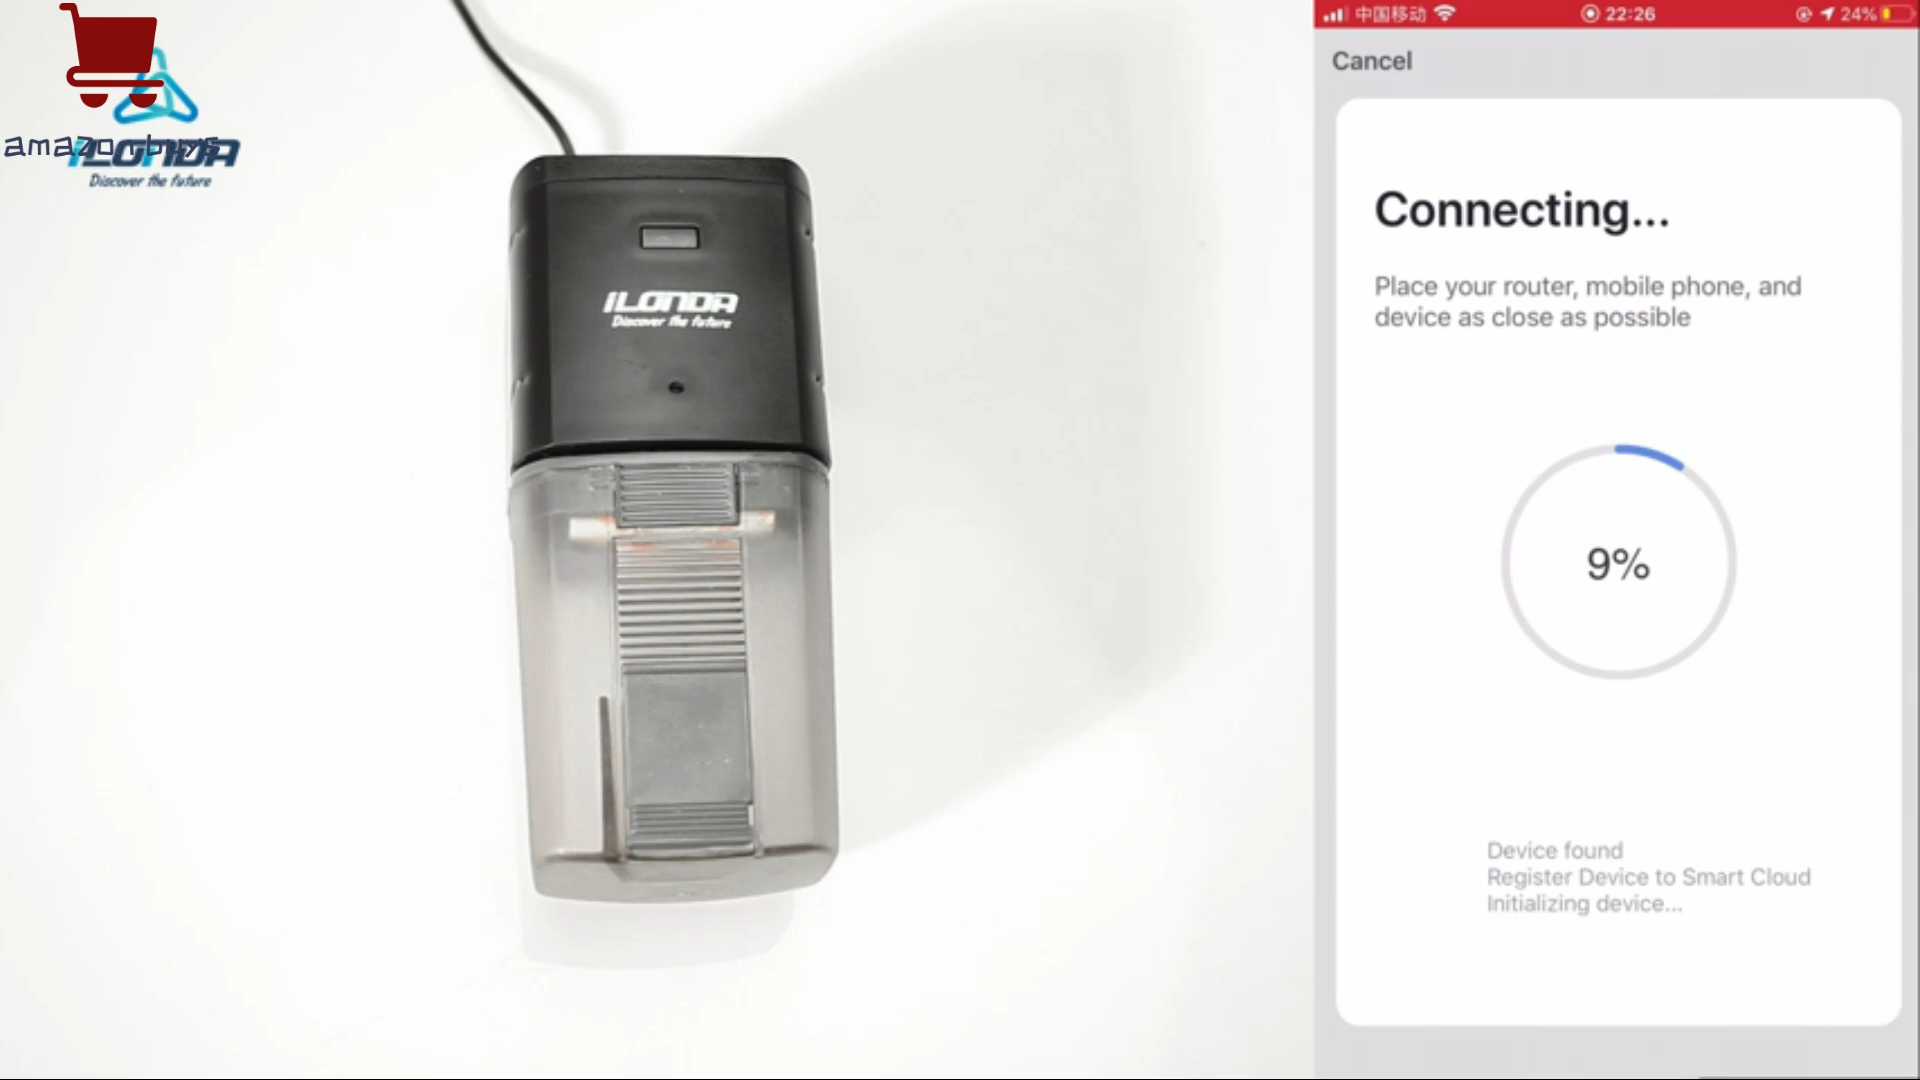 amazonbuys
iLONDA
Discover the future
iLONDA
Discover the future
中国移动
22:26
24%
Cancel
Connecting...
Place your router, mobile phone, and
device as close as possible
9%
Device found
Register Device to Smart Cloud
Initializing device...